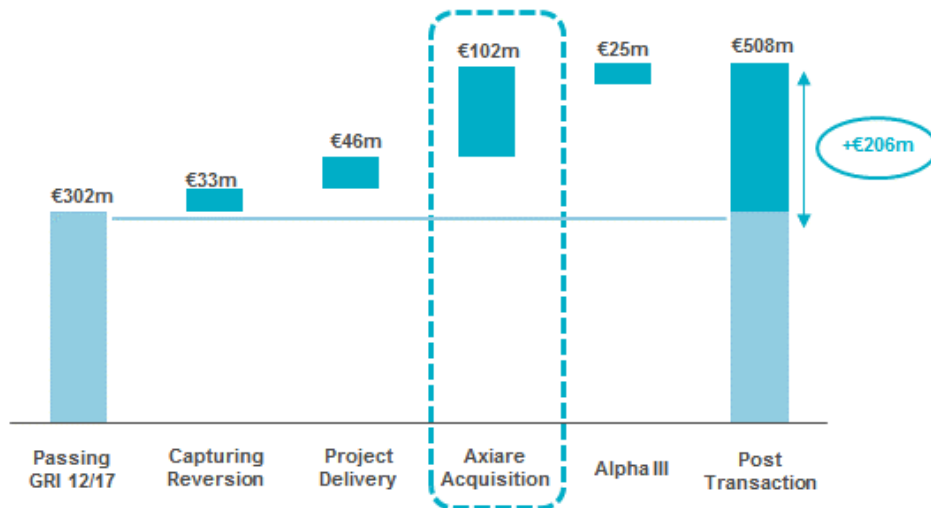 €302m
€33m
€46m
€102m
€25m
€508m
+€206m
Passing
GRI 12/17
Capturing
Reversion
Project
Delivery
Axiare
Acquisition
Alpha III
Post
Transaction